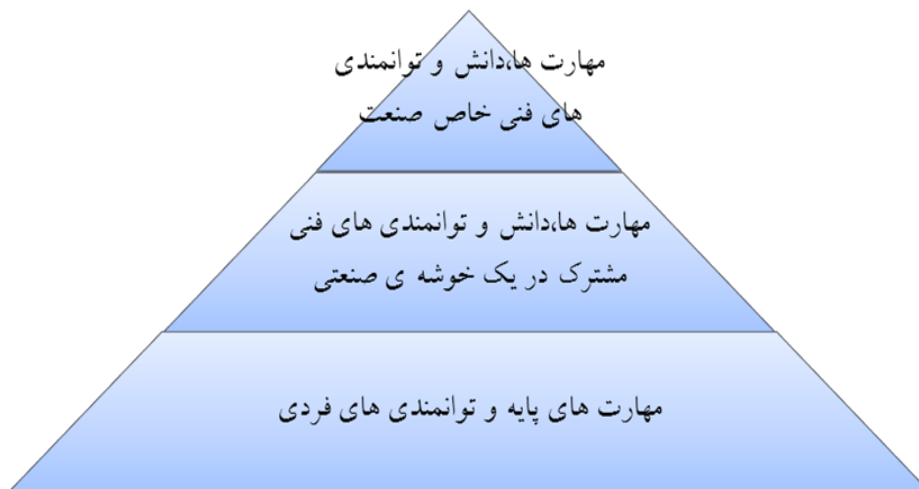 مهارت ها،دانش و توانمندی
های فنی خاص صنعت
مهارت ها،دانش و توانمندی های فنی
مشترک در یک خوشه ی صنعتی
مهارت های پایه و توانمندی های فردی